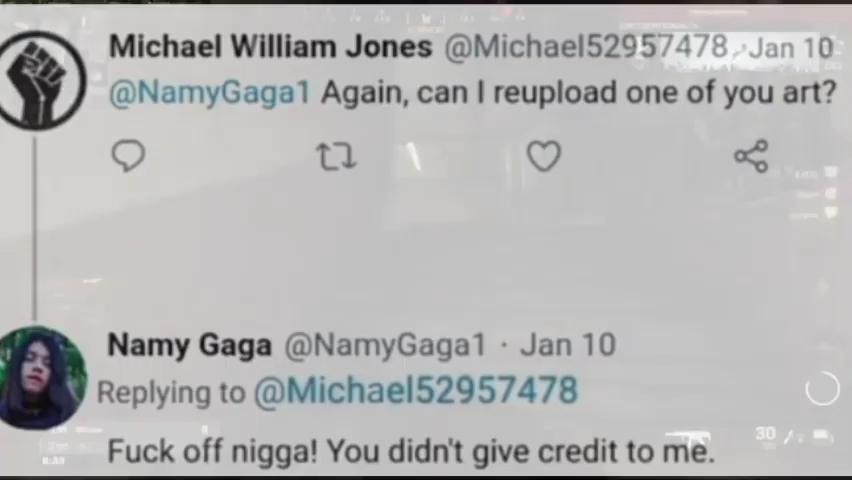 Michael William Jones @Michael52957478 · Jan 10
@NamyGaga1 Again, can I reupload one of you art?
Namy Gaga @NamyGaga1 · Jan 10
Replying to @Michael52957478
Fuck off nigga! You didn't give credit to me.
30